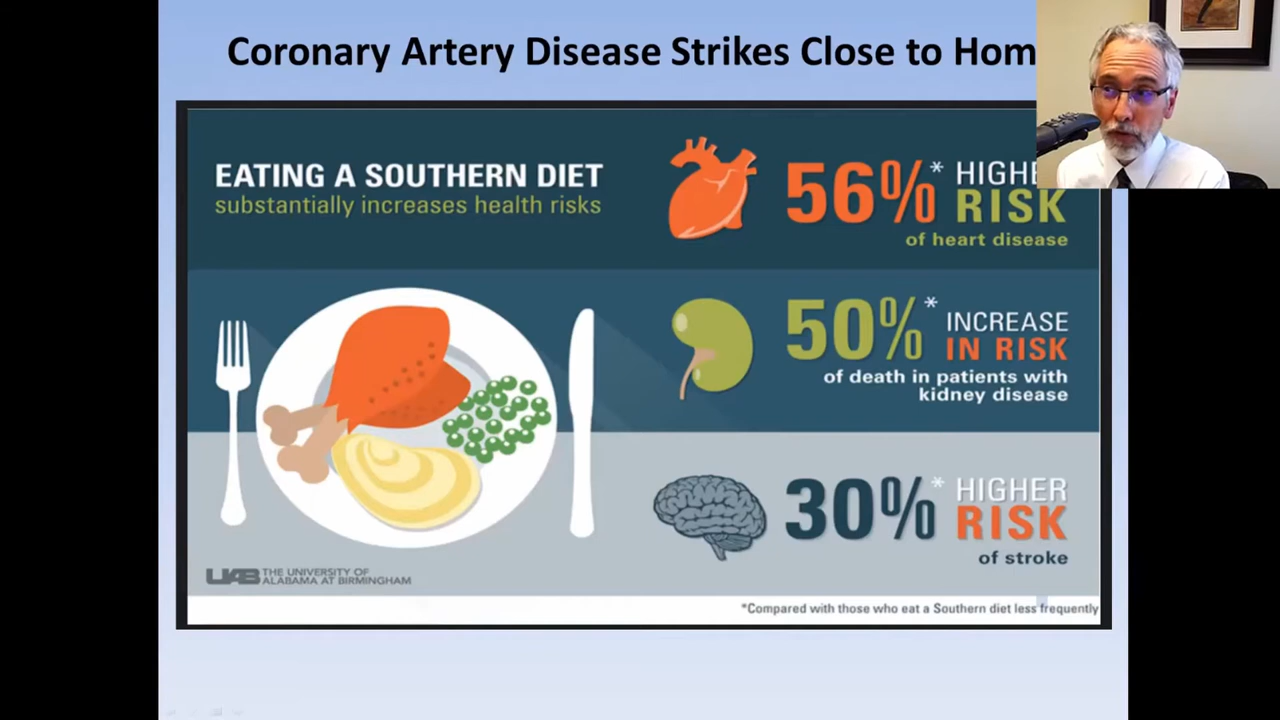 Coronary Artery Disease Strikes Close to Hom
EATING A SOUTHERN DIET
substantially increases health risks
56%* HIGHE
RISK
of heart disease
50%* INCREASE
IN RISK
of death in patients with
kidney disease
30%* HIGHER
RISK
of stroke
UAB THE UNIVERSITY OF
ALABAMA AT BIRMINGHAM
*Compared with those who eat a Southern diet less frequently